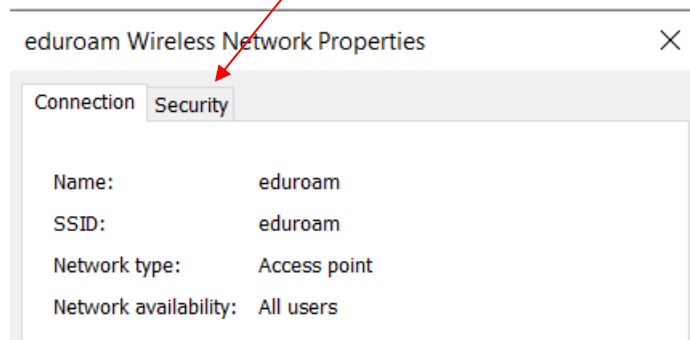 eduroam Wireless Network Properties
Connection Security
Name: eduroam
SSID: eduroam
Network type: Access point
Network availability: All users